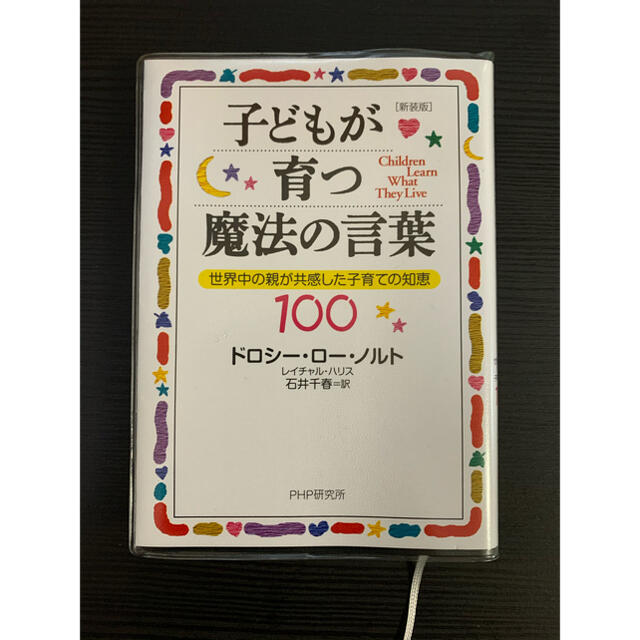 [新装版]
子どもが
育つ
魔法の言葉
Children
Learn
What
They Live
世界中の親が共感した子育ての知恵
100
ドロシー・ロー・ノルト
レイチャル・ハリス
石井千春=訳
PHP研究所